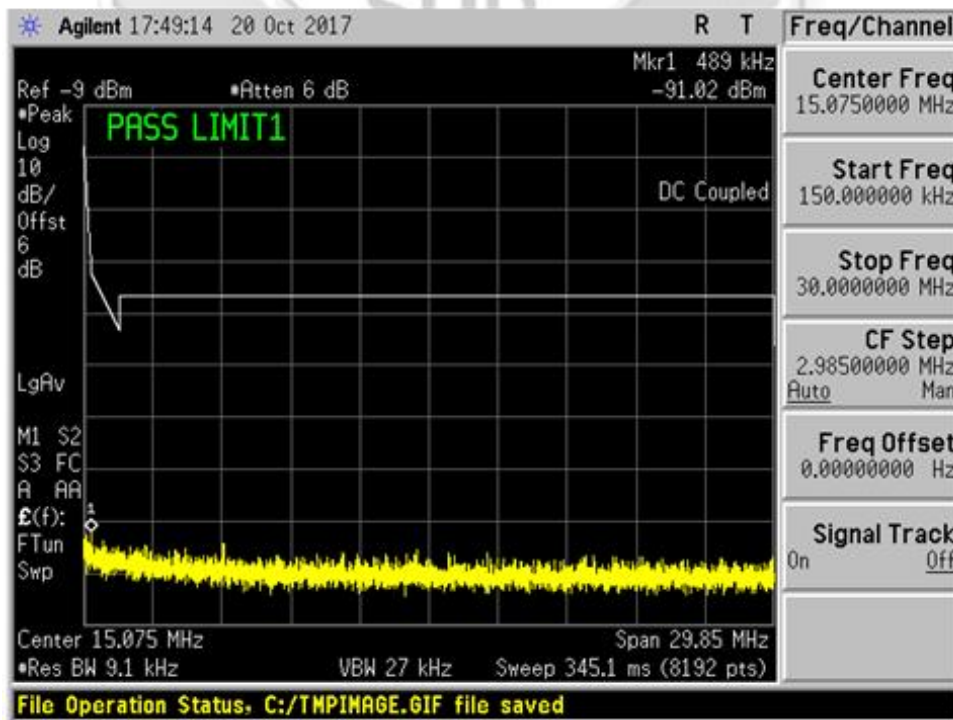 Agilent 17:49:14 20 Oct 2017 R T
Freq/Channel
Mkr1 489 kHz
Ref -9 dBm •Atten 6 dB -91.02 dBm
•Peak
Log
10
dB/
Offst
6
dB
PASS LIMIT1
DC Coupled
LgAv
M1 S2
S3 FC
A AA
£(f):
FTun
Swp
1
Center 15.075 MHz Span 29.85 MHz
•Res BW 9.1 kHz VBW 27 kHz Sweep 345.1 ms (8192 pts)
File Operation Status, C:/TMPIMAGE.GIF file saved
Center Freq
15.0750000 MHz
Start Freq
150.000000 kHz
Stop Freq
30.0000000 MHz
CF Step
2.98500000 MHz
Auto Man
Freq Offset
0.00000000 Hz
Signal Track
On Off